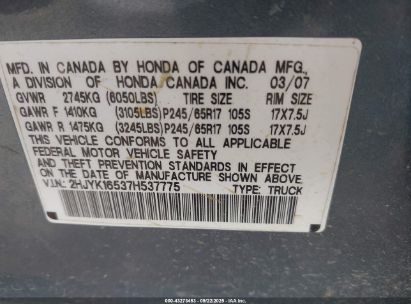 MFD. IN CANADA BY HONDA OF CANADA MFG.,
A DIVISION OF HONDA CANADA INC. 03/07
GVWR 2745KG (6050LBS) TIRE SIZE RIM SIZE
GAWR F 1410KG (3105LBS) P245/65R17 105S 17X7.5J
GAWR R 1475KG (3245LBS) P245/65R17 105S 17X7.5J
THIS VEHICLE CONFORMS TO ALL APPLICABLE
FEDERAL MOTOR VEHICLE SAFETY
AND THEFT PREVENTION STANDARDS IN EFFECT
ON THE DATE OF MANUFACTURE SHOWN ABOVE.
V.I.N.: 2HJYK16537H537775 TYPE: TRUCK